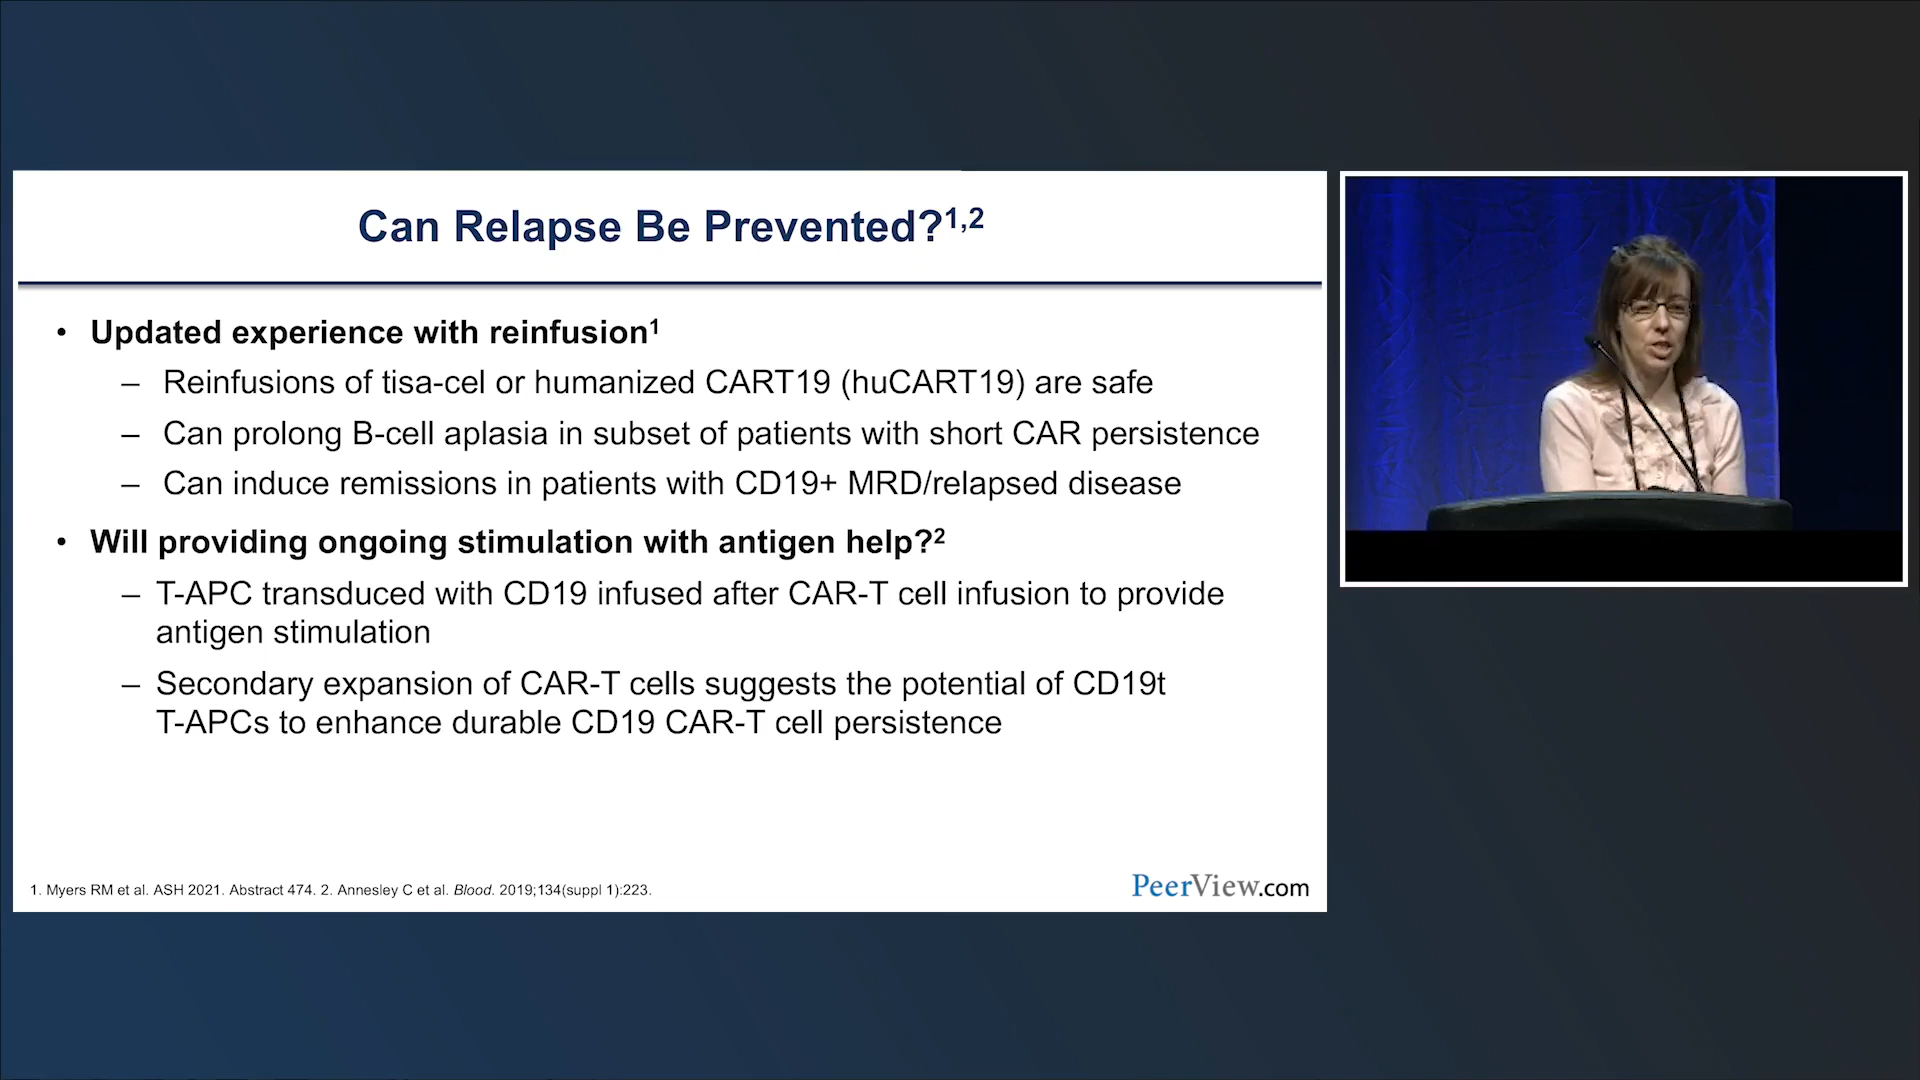 Can Relapse Be Prevented?1,2
• Updated experience with reinfusion1
– Reinfusions of tisa-cel or humanized CART19 (huCART19) are safe
– Can prolong B-cell aplasia in subset of patients with short CAR persistence
– Can induce remissions in patients with CD19+ MRD/relapsed disease
• Will providing ongoing stimulation with antigen help?2
– T-APC transduced with CD19 infused after CAR-T cell infusion to provide
antigen stimulation
– Secondary expansion of CAR-T cells suggests the potential of CD19t
T-APCs to enhance durable CD19 CAR-T cell persistence
1. Myers RM et al. ASH 2021. Abstract 474. 2. Annesley C et al. Blood. 2019;134(suppl 1):223.
PeerView.com